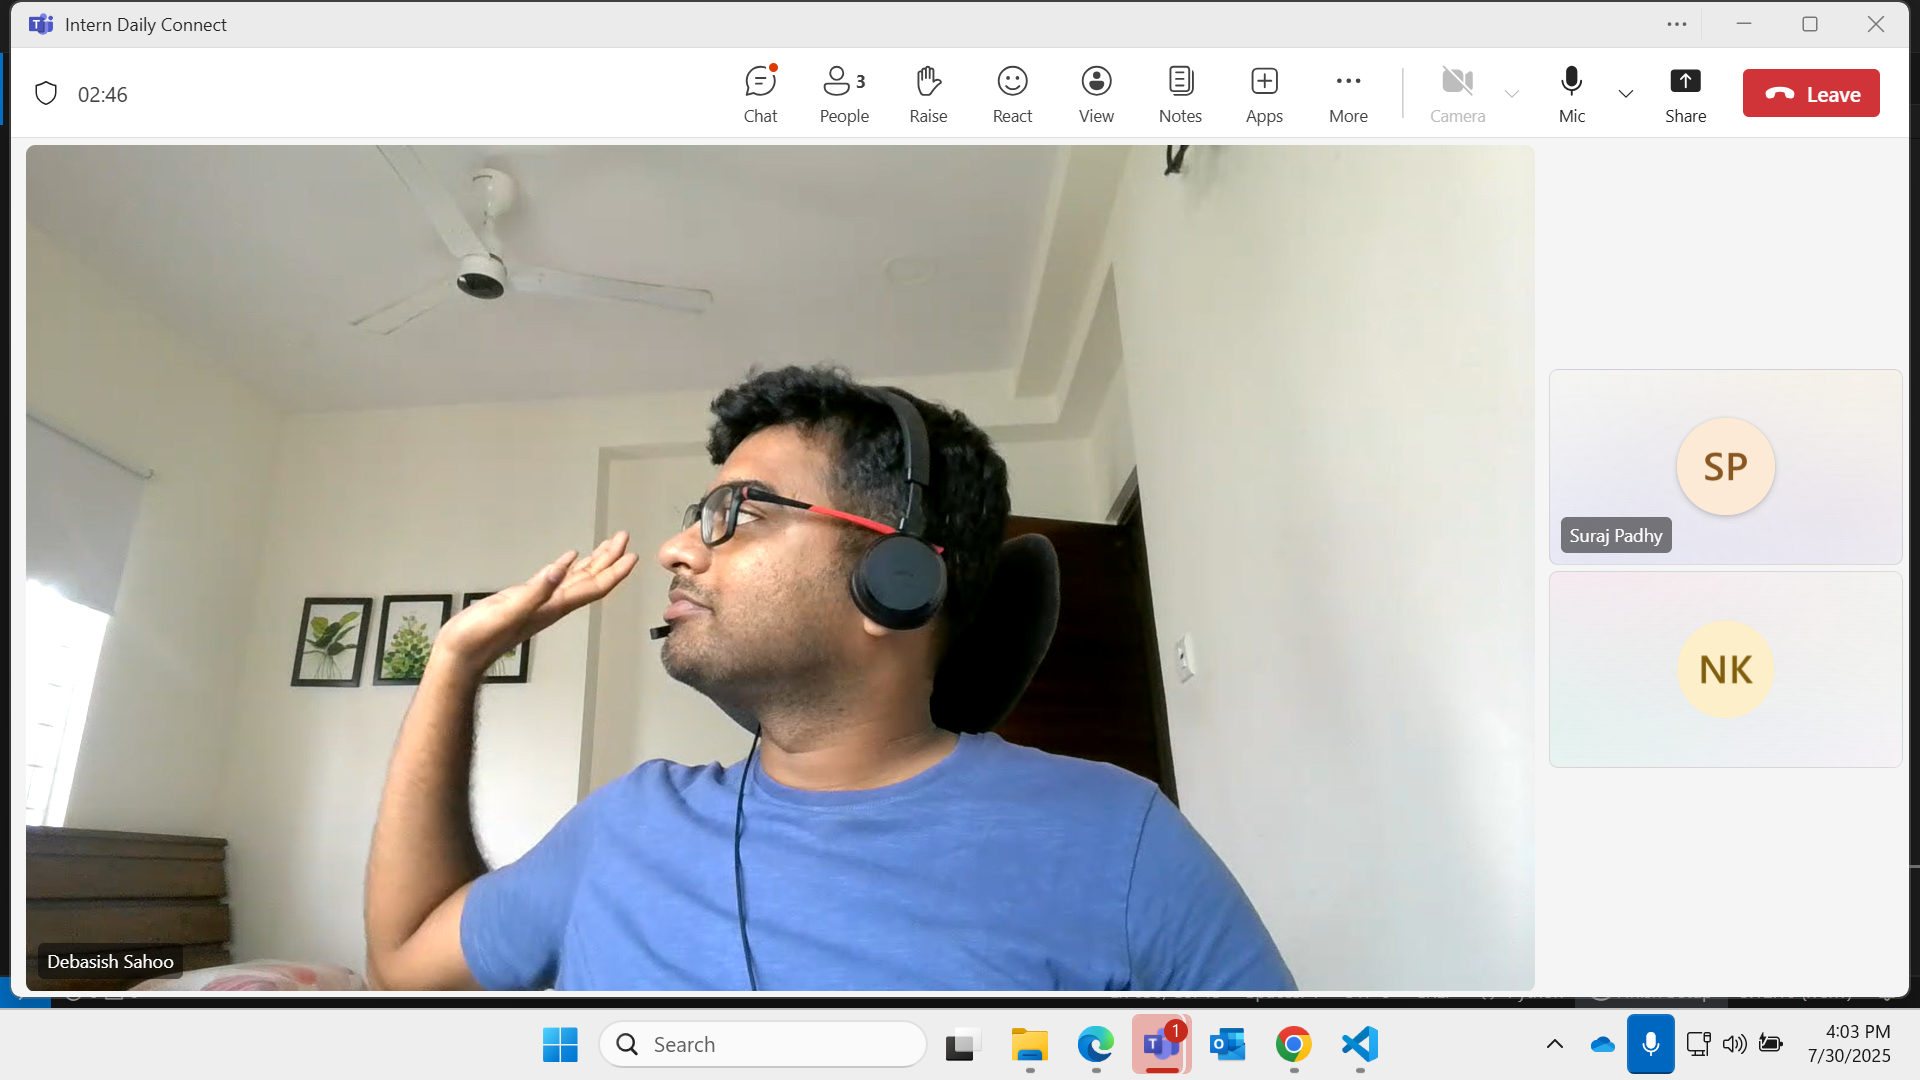 Intern Daily Connect
02:46
Chat
People 3
Raise
React
View
Notes
Apps
More
Camera
Mic
Share
Leave
SP
Suraj Padhy
NK
Debasish Sahoo
Search
1
4:03 PM
7/30/2025